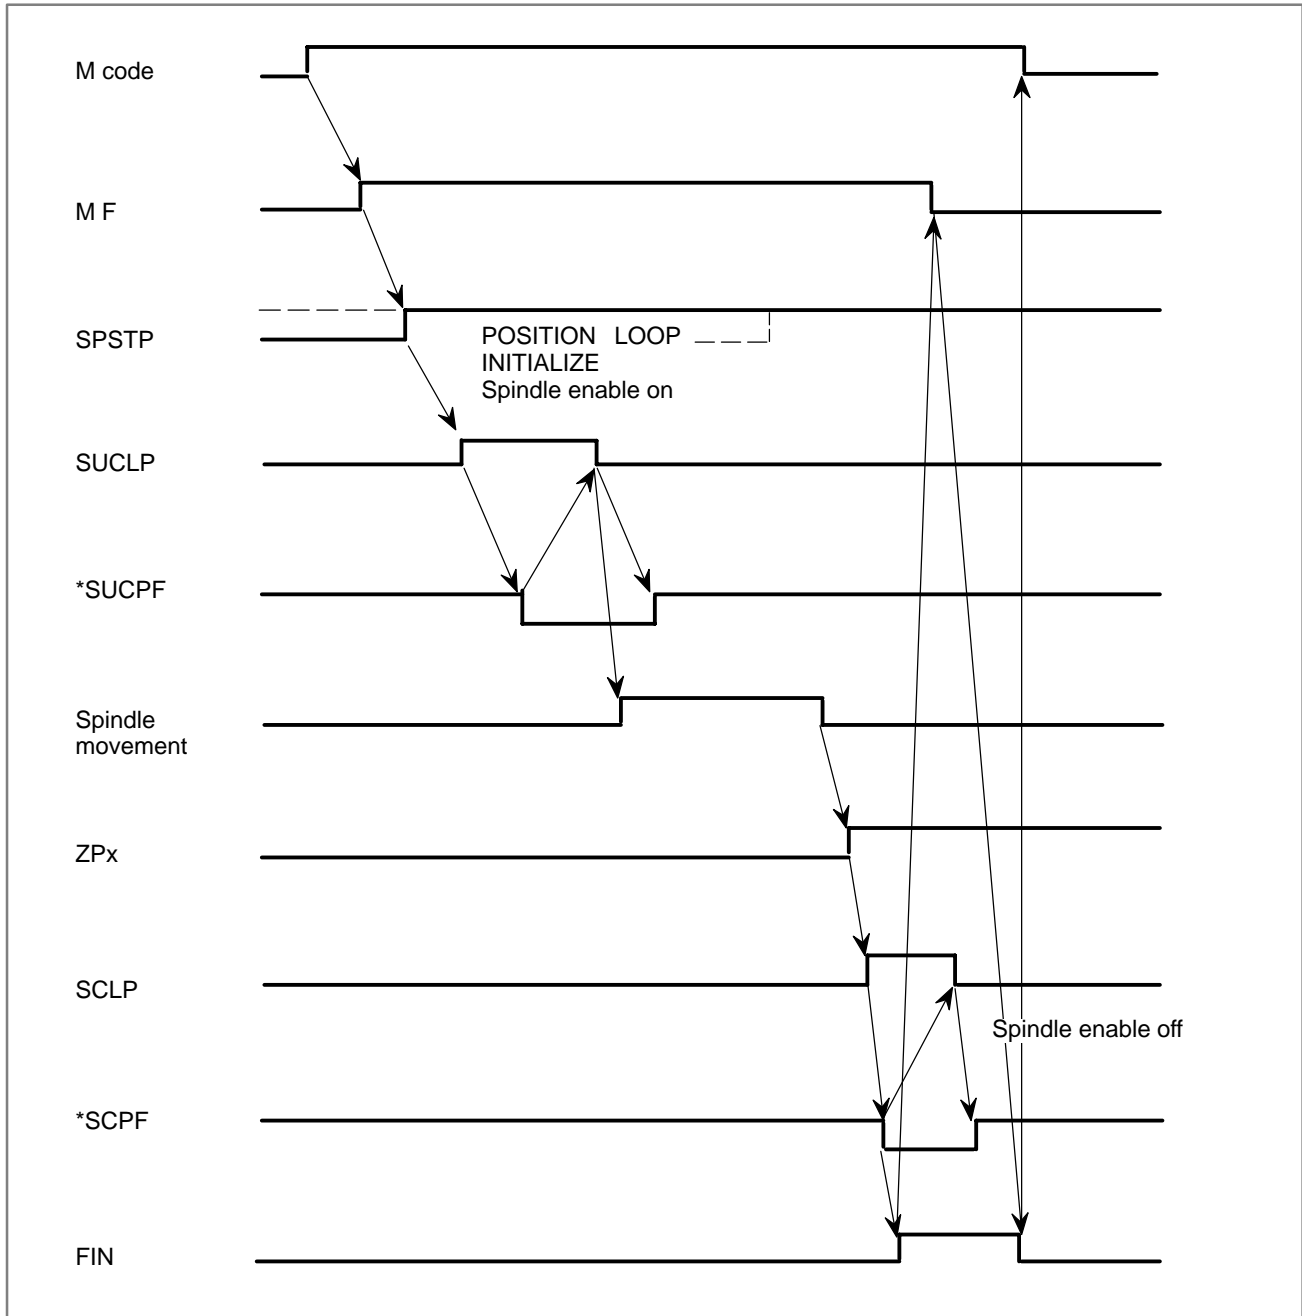 M code
M F
SPSTP
POSITION LOOP
INITIALIZE
Spindle enable on
SUCLP
*SUCPF
Spindle
movement
ZPx
SCLP
Spindle enable off
*SCPF
FIN